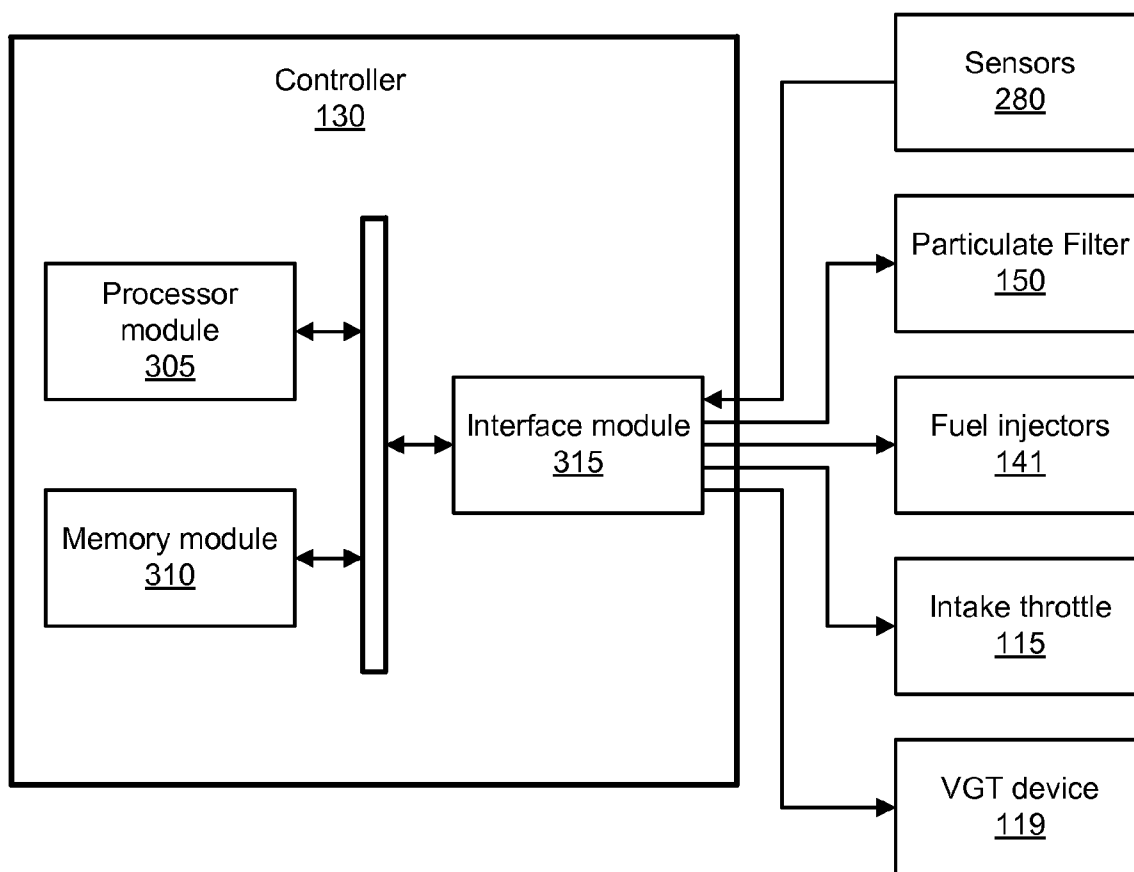 Controller
130
Processor
module
305
Memory module
310
Interface module
315
Sensors
280
Particulate Filter
150
Fuel injectors
141
Intake throttle
115
VGT device
119